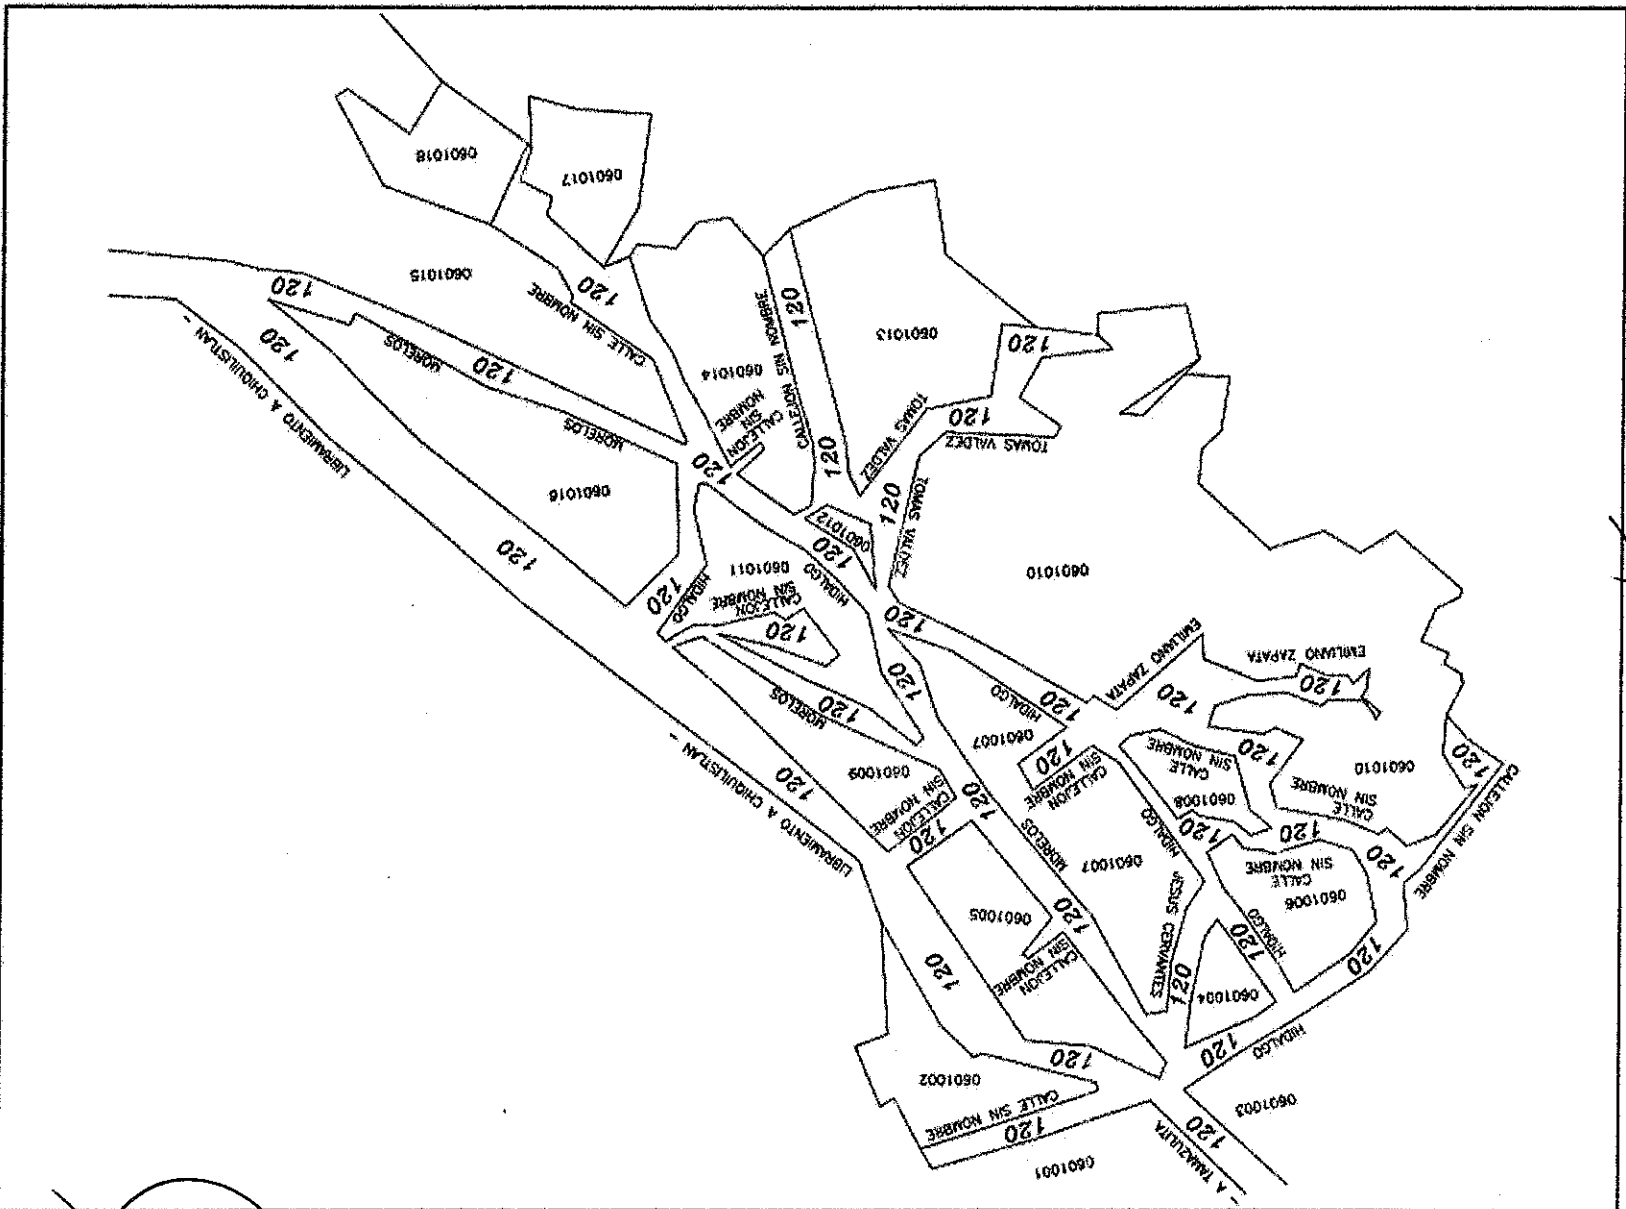 0601018
0601017
0601015
120
CALLE SIN NOMBRE
120
120
120
LIBRAMIENTO A CHIQUILISTLAN -
MORELOS
120
0601014
CALLEJON
SIN
NOMBRE
CALLEJON SIN NOMBRE
120
0601013
120
MORELOS
0601016
120
120
TOMAS VALDEZ
120
TOMAS VALDEZ
120
TOMAS VALDEZ
0601012
120
HIDALGO
0601011
CALLEJON
SIN NOMBRE
120
HIDALGO
120
120
0601010
120
120
MORELOS
120
HIDALGO
120
EMILIANO ZAPATA
EMILIANO ZAPATA
120
120
0601007
120
CALLEJON
SIN NOMBRE
CALLE
SIN NOMBRE
0601008
120
0601010
120
CALLEJON SIN NOMBRE
CALLE
SIN NOMBRE
LIBRAMIENTO A CHIQUILISTLAN -
120
0601009
CALLEJON
SIN NOMBRE
120
120
MORELOS
0601007
HIDALGO
120
120
120
CALLE
SIN NOMBRE
0601006
HIDALGO
120
120
JESUS CERVANTES
120
0601005
120
CALLEJON
SIN NOMBRE
120
0601004
120
HIDALGO
120
0601002
CALLE SIN NOMBRE
120
0601001
0601003
120
- A TAMAZULITA